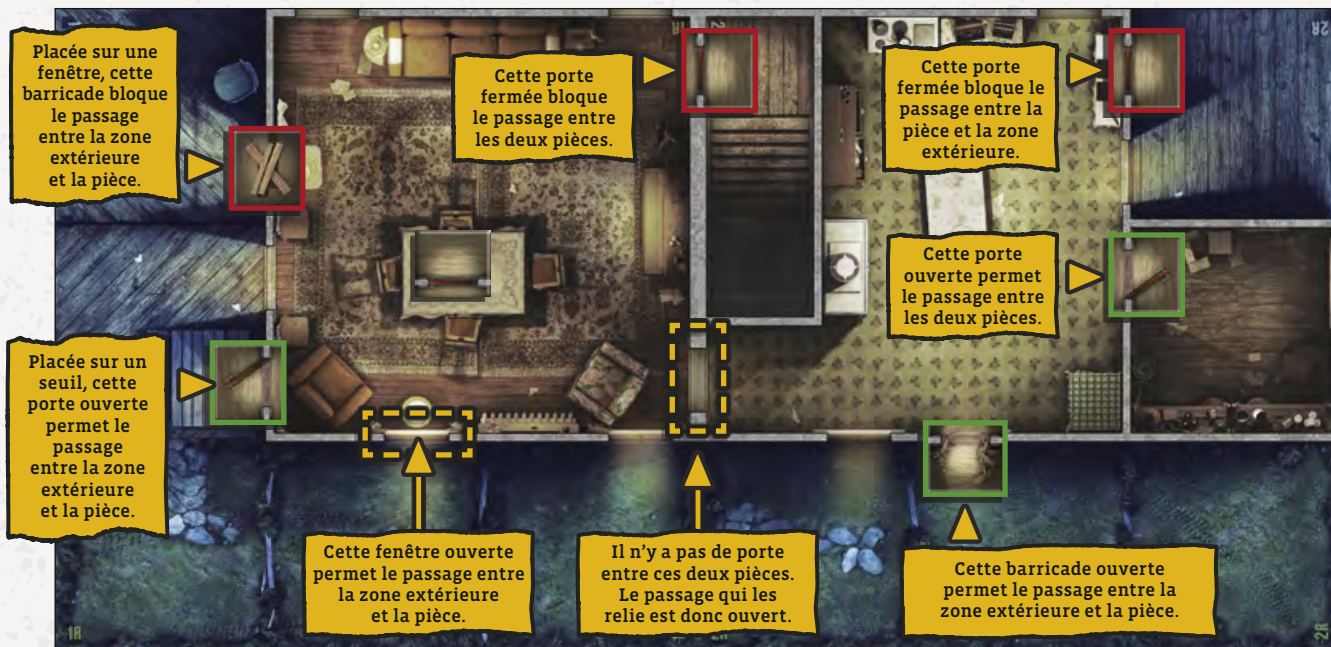 1R
2R
Placée sur une
fenêtre, cette
barricade bloque
le passage
entre la zone
extérieure
et la pièce.
Cette porte
fermée bloque
le passage entre
les deux pièces.
Cette porte
fermée bloque le
passage entre la
pièce et la zone
extérieure.
Cette porte
ouverte permet
le passage entre
les deux pièces.
Placée sur un
seuil, cette
porte ouverte
permet le
passage
entre la zone
extérieure
et la pièce.
Cette fenêtre ouverte
permet le passage entre
la zone extérieure
et la pièce.
Il n'y a pas de porte
entre ces deux pièces.
Le passage qui les
relie est donc ouvert.
Cette barricade ouverte
permet le passage entre la
zone extérieure et la pièce.
1R
2R